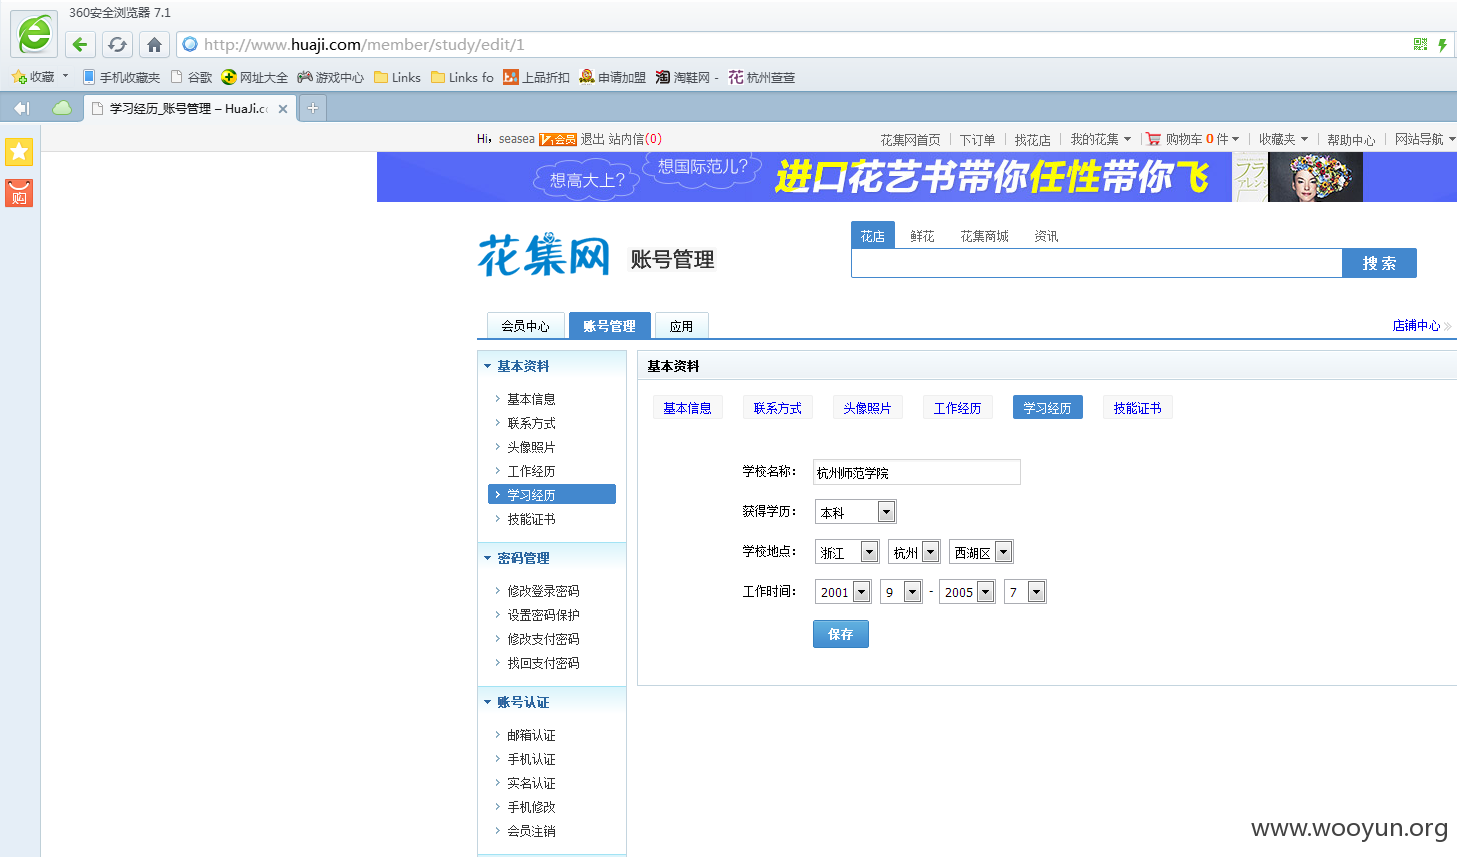 360安全浏览器 7.1
http://www.huaji.com/member/study/edit/1
收藏 手机收藏夹 谷歌 网址大全 游戏中心 Links Links fo 上品折扣 申请加盟 淘鞋网 - 杭州萱萱
学习经历_账号管理 – HuaJi.c
Hi, seasea 会员 退出 站内信(0) 花集网首页 下订单 找花店 我的花集 购物车 0 件 收藏夹 帮助中心 网站导航
购
想高大上? 想国际范儿? 进口花艺书带你任性带你飞
フラ
アレン
花集网 账号管理
花店 鲜花 花集商城 资讯
搜 索
会员中心 账号管理 应用 店铺中心
基本资料
基本信息
联系方式
头像照片
工作经历
学习经历
技能证书
密码管理
修改登录密码
设置密码保护
修改支付密码
找回支付密码
账号认证
邮箱认证
手机认证
实名认证
手机修改
会员注销
基本资料
基本信息 联系方式 头像照片 工作经历 学习经历 技能证书
学校名称： 杭州师范学院
获得学历： 本科
学校地点： 浙江 杭州 西湖区
工作时间： 2001 9 - 2005 7
保存
www.wooyun.org